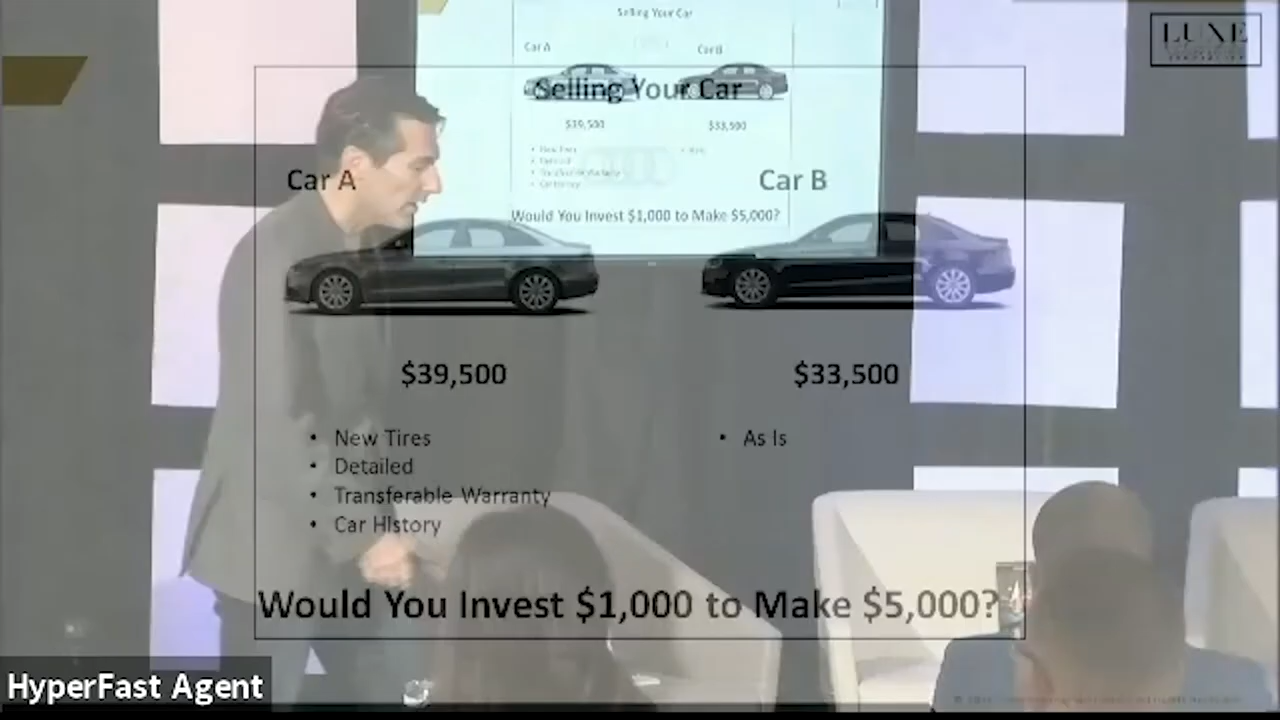 LUXE
Selling Your Car
Car A
Car B
$39,500
$33,500
Would You Invest $1,000 to Make $5,000?
Selling Your Car
Car A
Car B
$39,500
$33,500
• New Tires
• Detailed
• Transferable Warranty
• Car History
• As Is
Would You Invest $1,000 to Make $5,000?
HyperFast Agent